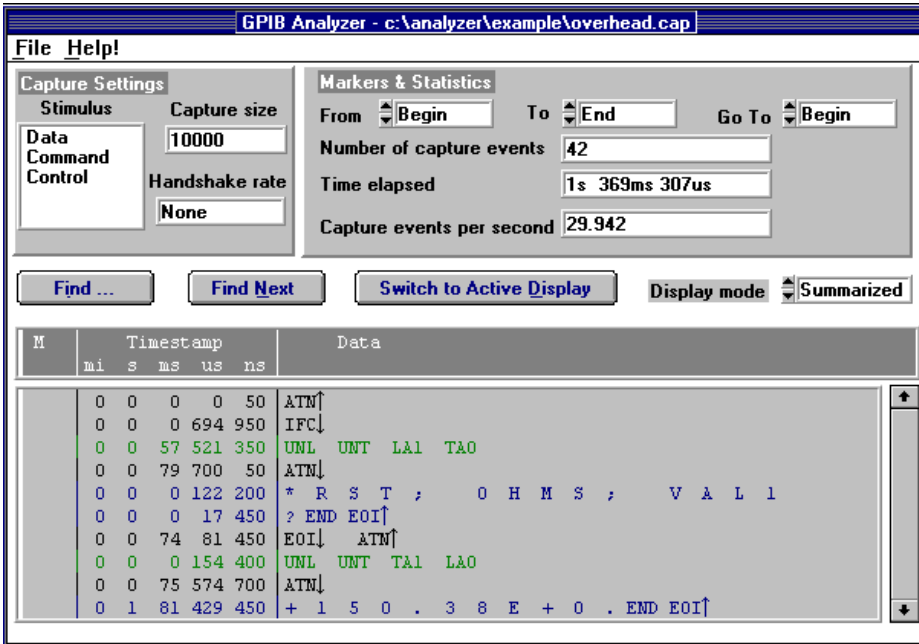 GPIB Analyzer - c:\analyzer\example\overhead.cap
File Help!
Capture Settings
Stimulus Capture size
Data
Command
Control
10000
Handshake rate
None
Markers & Statistics
From Begin To End Go To Begin
Number of capture events 42
Time elapsed 1s 369ms 307us
Capture events per second 29.942
Find ... Find Next Switch to Active Display Display mode Summarized
M Timestamp Data
mi s ms us ns
0 0 0 0 50 ATN↑
0 0 0 694 950 IFC↓
0 0 57 521 350 UNL UNT LA1 TA0
0 0 79 700 50 ATN↓
0 0 0 122 200 * R S T ; O H M S ; V A L 1
0 0 0 17 450 ? END EOI↑
0 0 74 81 450 EOI↓ ATN↑
0 0 0 154 400 UNL UNT TA1 LA0
0 0 75 574 700 ATN↓
0 1 81 429 450 + 1 5 0 . 3 8 E + 0 . END EOI↑